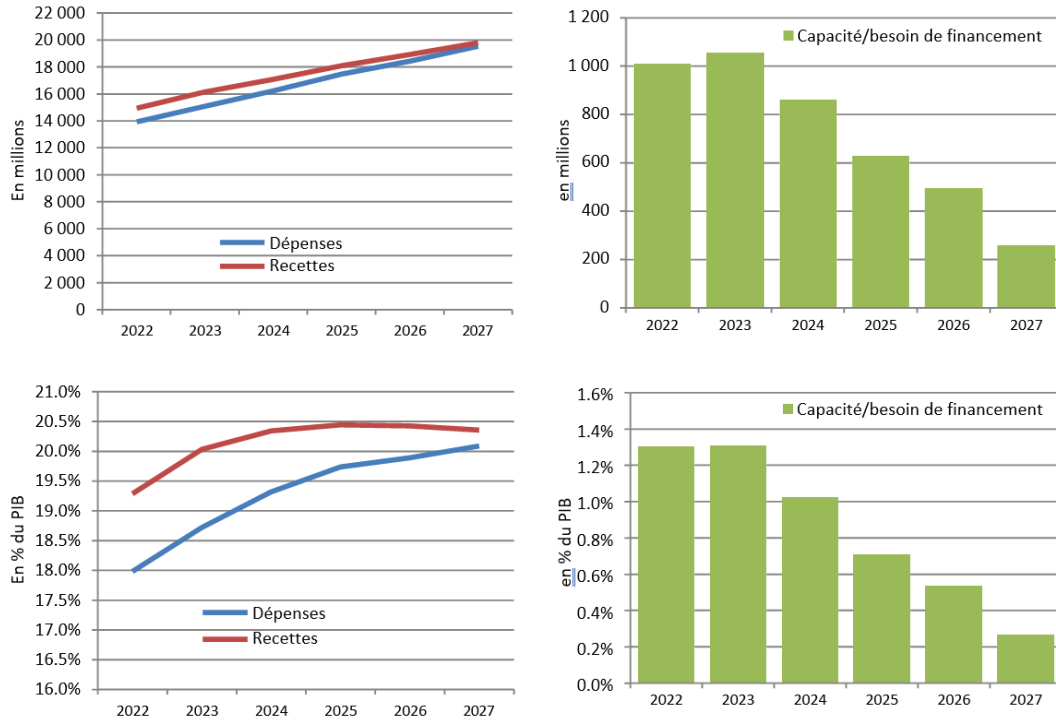 22 000
20 000
18 000
16 000
14 000
12 000
10 000
8 000
6 000
4 000
2 000
0
En millions
Dépenses
Recettes
2022 2023 2024 2025 2026 2027
1 200
1 000
800
600
400
200
0
en millions
Capacité/besoin de financement
2022 2023 2024 2025 2026 2027
21.0%
20.5%
20.0%
19.5%
19.0%
18.5%
18.0%
17.5%
17.0%
16.5%
16.0%
En % du PIB
Dépenses
Recettes
2022 2023 2024 2025 2026 2027
1.6%
1.4%
1.2%
1.0%
0.8%
0.6%
0.4%
0.2%
0.0%
en % du PIB
Capacité/besoin de financement
2022 2023 2024 2025 2026 2027